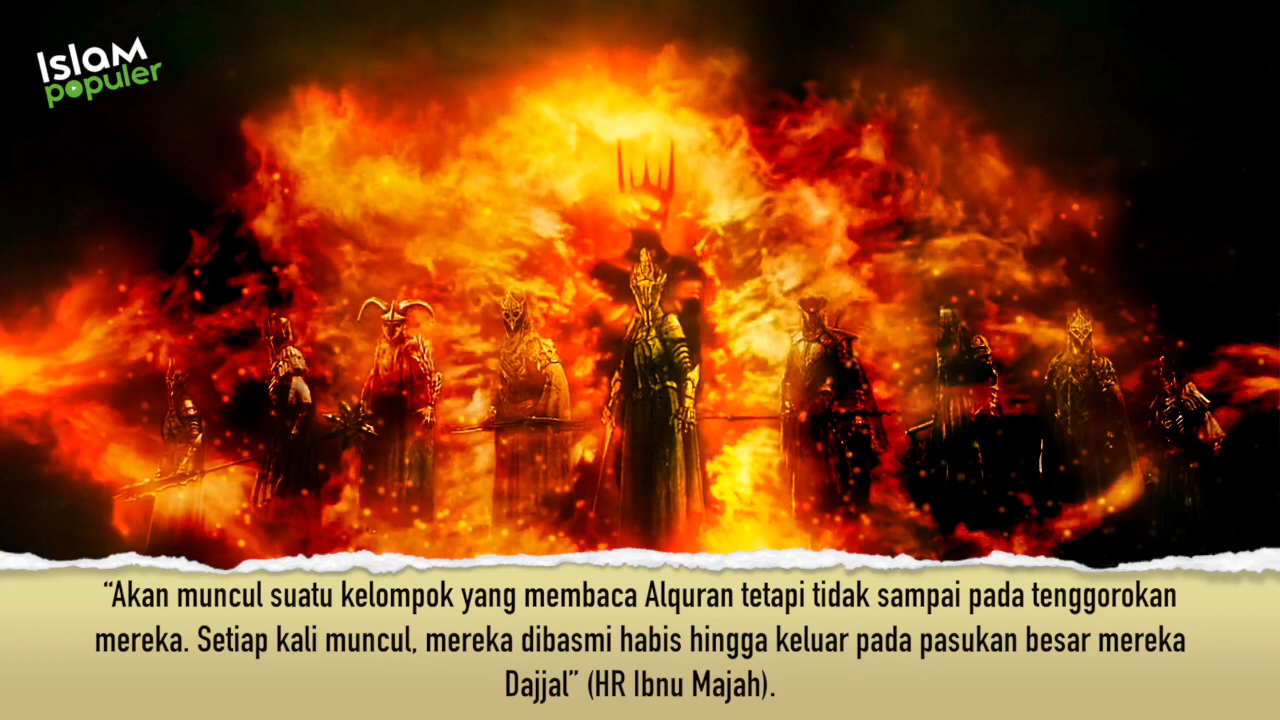 Islam
populer
“Akan muncul suatu kelompok yang membaca Alquran tetapi tidak sampai pada tenggorokan
mereka. Setiap kali muncul, mereka dibasmi habis hingga keluar pada pasukan besar mereka
Dajjal” (HR Ibnu Majah).